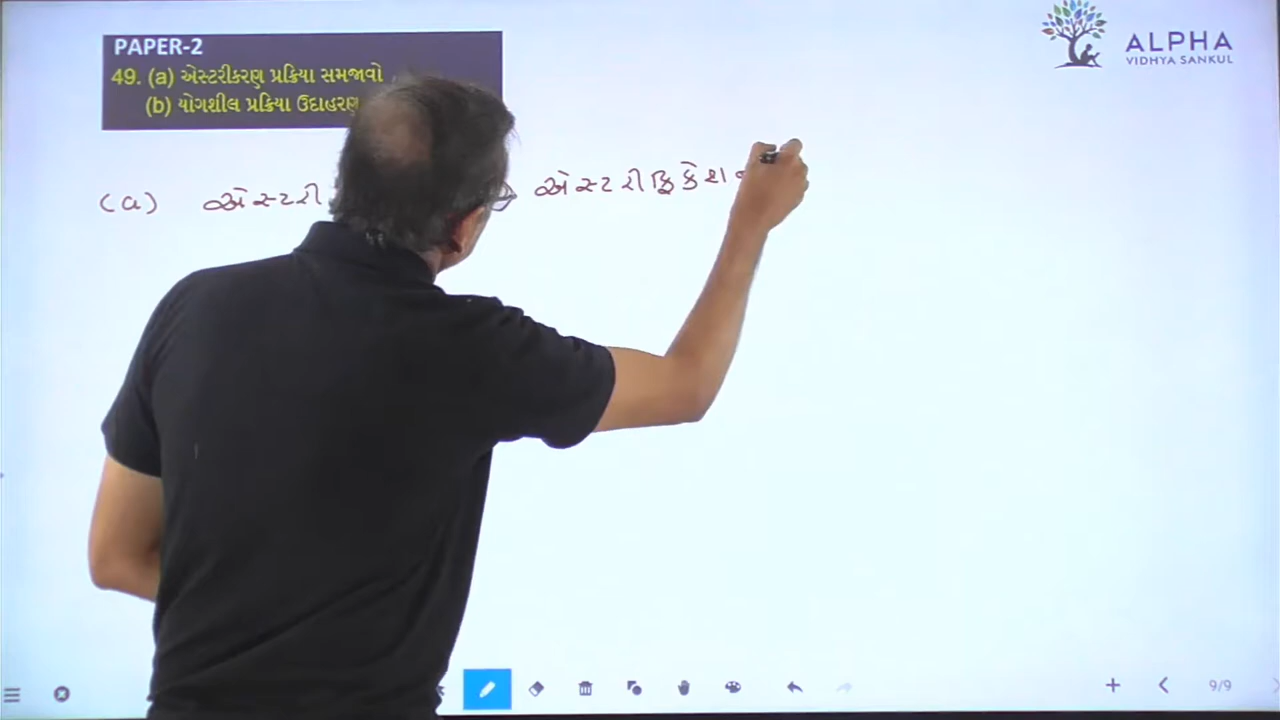 PAPER-2
49. (a) એસ્ટરીકરણ પ્રક્રિયા સમજાવો
(b) યોગશીલ પ્રક્રિયા ઉદાહરણ
ALPHA
VIDHYA SANKUL
(a) એસ્ટરી એસ્ટરીફિકેશન
9/9